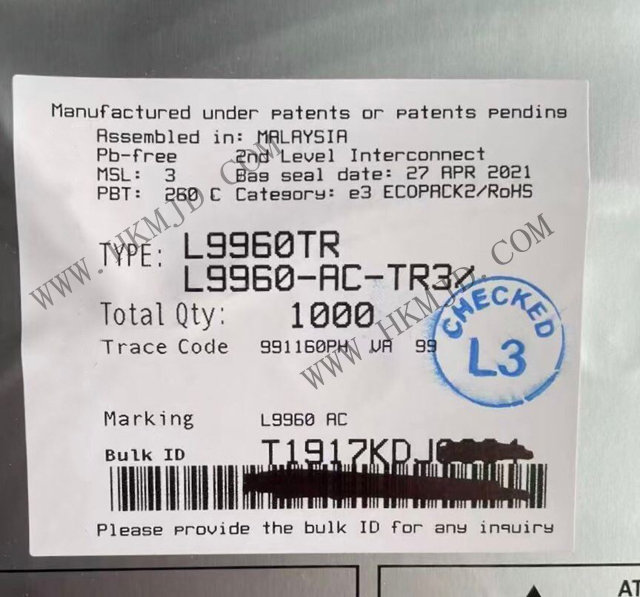 Manufactured under patents or patents pending
Assembled in: MALAYSIA
Pb-free 2nd Level Interconnect
MSL: 3 Bag seal date: 27 APR 2021
PBT: 260 C Category: e3 ECOPACK2/RoHS
TYPE: L9960TR
L9960-AC-TR30
Total Qty: 1000
Trace Code 991160PH VA 99
CHECKED
L3
Marking L9960 AC
Bulk ID
Please provide the bulk ID for any inquiry
WWW.HKMJD.COM
WWW.HKMJD.COM